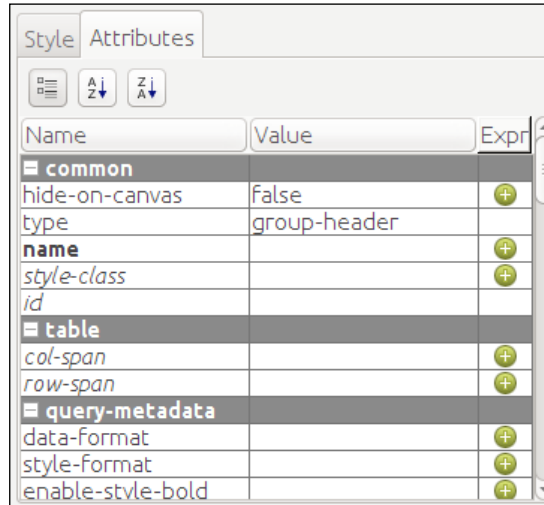 Style Attributes
A Z Z A
Name Value Expr
common
hide-on-canvas false
type group-header
name
style-class
id
table
col-span
row-span
query-metadata
data-format
style-format
enable-style-bold